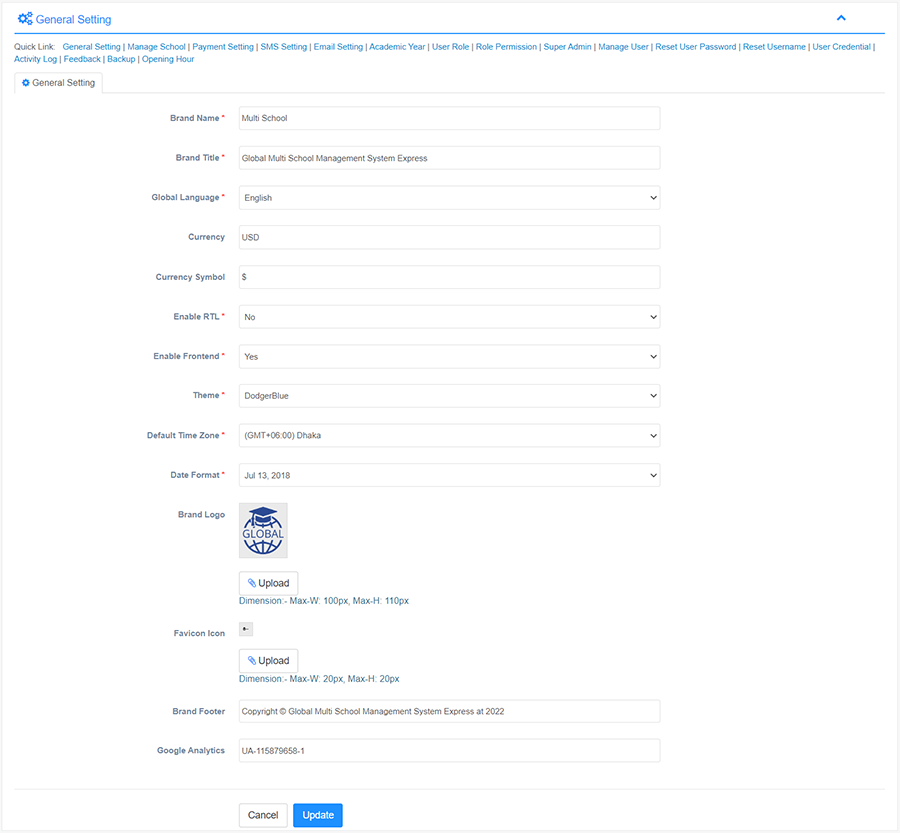 General Setting
Quick Link: General Setting | Manage School | Payment Setting | SMS Setting | Email Setting | Academic Year | User Role | Role Permission | Super Admin | Manage User | Reset User Password | Reset Username | User Credential |
Activity Log | Feedback | Backup | Opening Hour
General Setting
Brand Name * Multi School
Brand Title * Global Multi School Management System Express
Global Language * English
Currency USD
Currency Symbol $
Enable RTL * No
Enable Frontend * Yes
Theme * DodgerBlue
Default Time Zone * (GMT+06:00) Dhaka
Date Format * Jul 13, 2018
Brand Logo
GLOBAL
Upload
Dimension:- Max-W: 100px, Max-H: 110px
Favicon Icon
Upload
Dimension:- Max-W: 20px, Max-H: 20px
Brand Footer Copyright © Global Multi School Management System Express at 2022
Google Analytics UA-115879658-1
Cancel Update